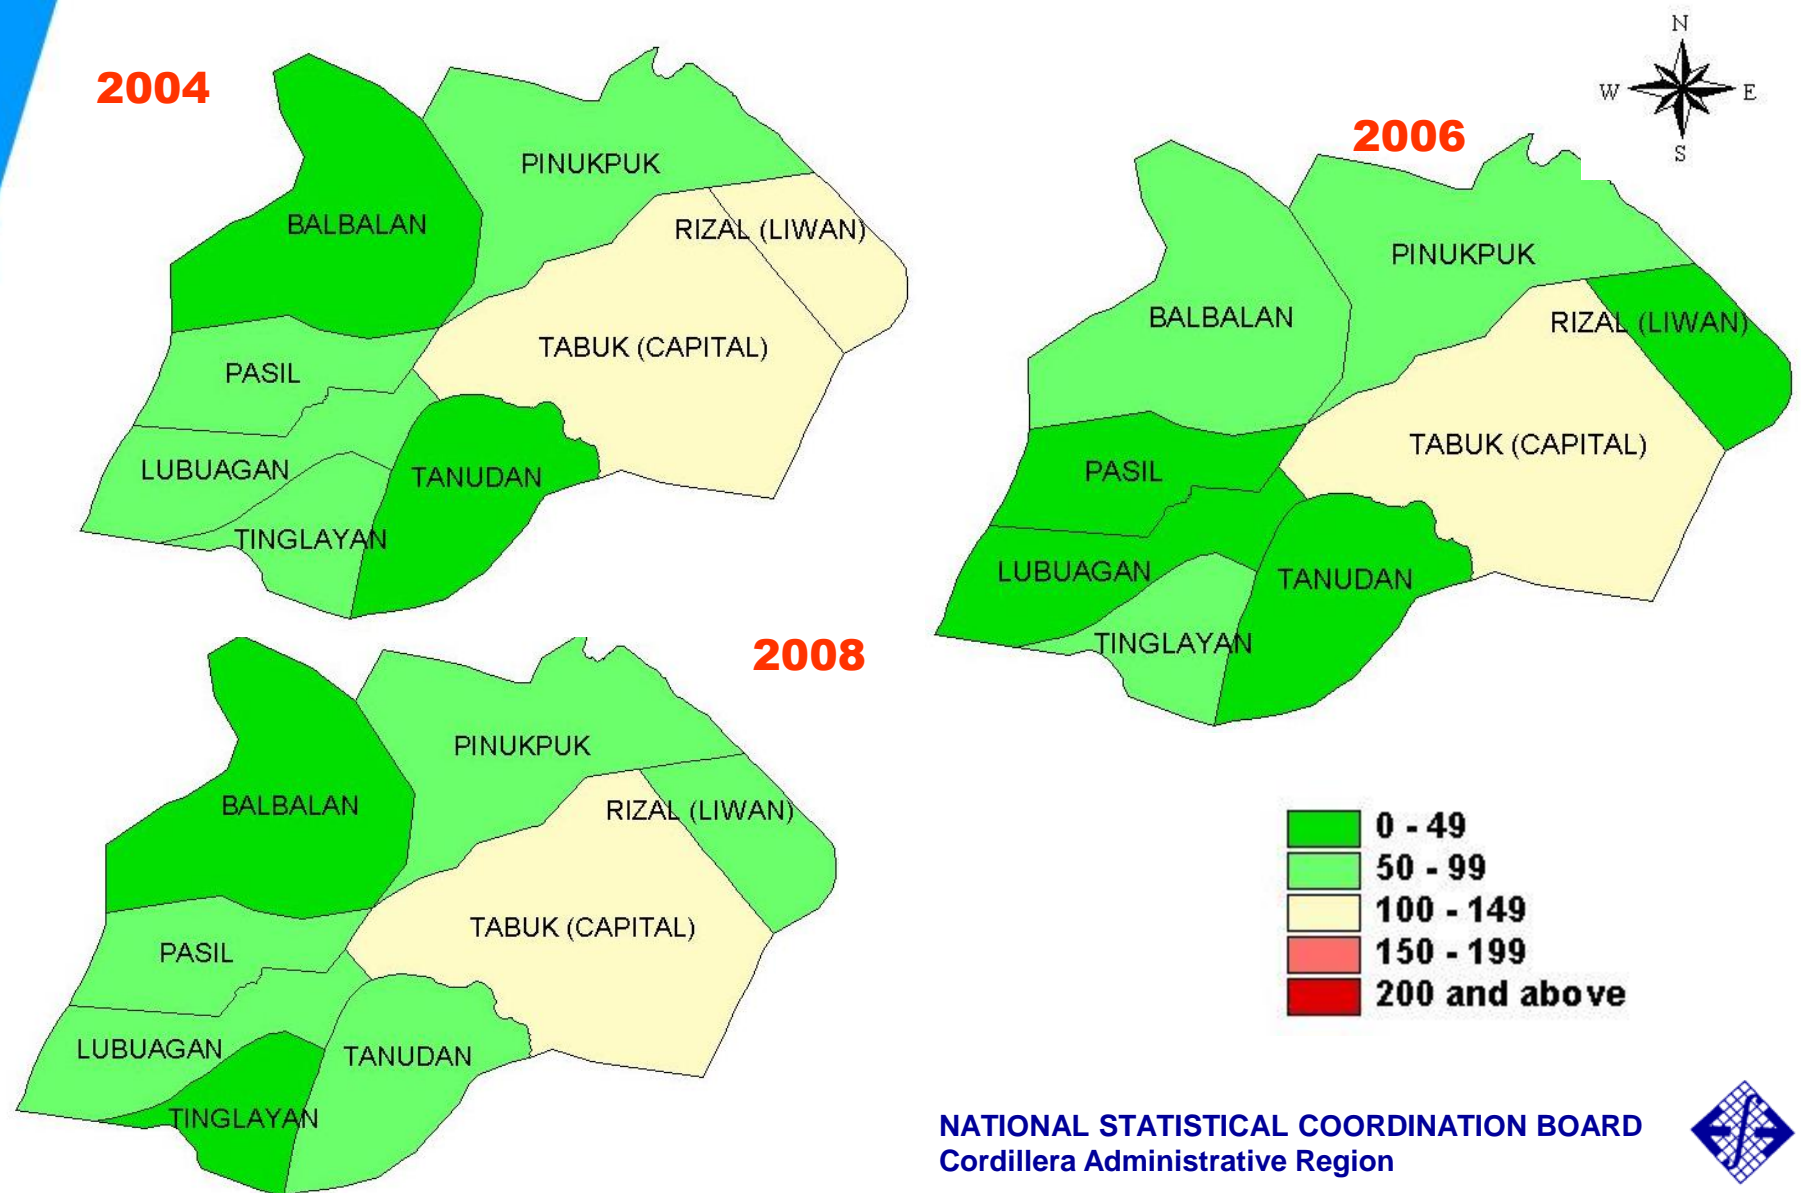 2004
PINUKPUK
BALBALAN
RIZAL (LIWAN)
TABUK (CAPITAL)
PASIL
LUBUAGAN
TANUDAN
TINGLAYAN
N
W E
S
2006
PINUKPUK
BALBALAN
RIZAL (LIWAN)
TABUK (CAPITAL)
PASIL
LUBUAGAN
TANUDAN
TINGLAYAN
2008
PINUKPUK
BALBALAN
RIZAL (LIWAN)
TABUK (CAPITAL)
PASIL
LUBUAGAN
TANUDAN
TINGLAYAN
0 - 49
50 - 99
100 - 149
150 - 199
200 and above
NATIONAL STATISTICAL COORDINATION BOARD
Cordillera Administrative Region